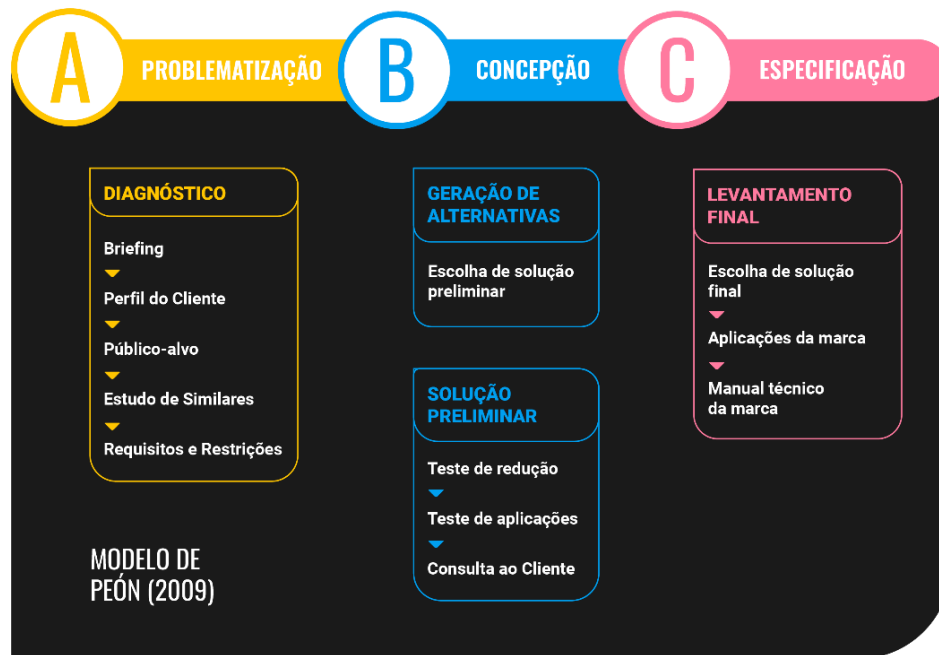 A
PROBLEMATIZAÇÃO
B
CONCEPÇÃO
C
ESPECIFICAÇÃO
DIAGNÓSTICO
Briefing
Perfil do Cliente
Público-alvo
Estudo de Similares
Requisitos e Restrições
GERAÇÃO DE
ALTERNATIVAS
Escolha de solução
preliminar
SOLUÇÃO
PRELIMINAR
Teste de redução
Teste de aplicações
Consulta ao Cliente
LEVANTAMENTO
FINAL
Escolha de solução
final
Aplicações da marca
Manual técnico
da marca
MODELO DE
PEÓN (2009)